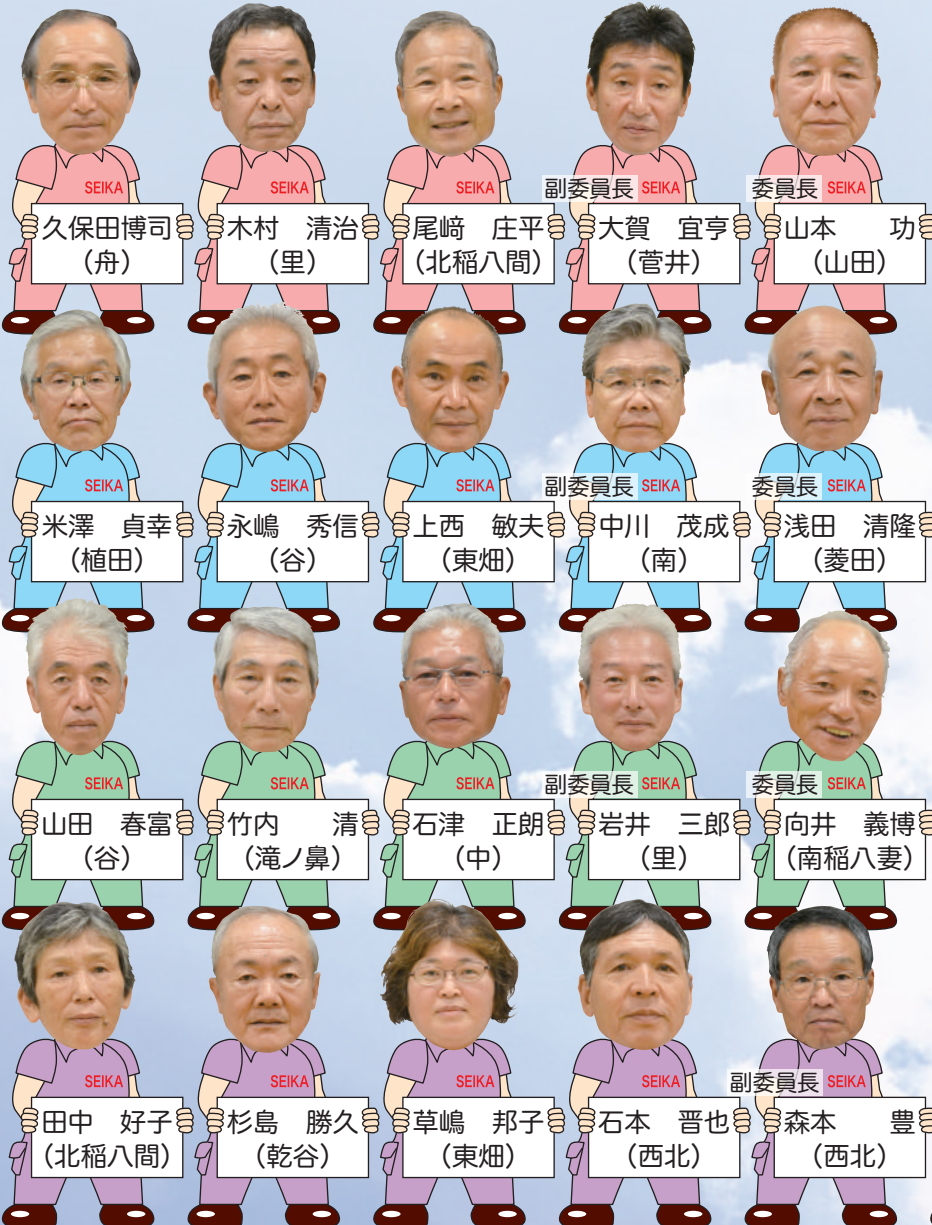 SEIKA
久保田博司
(舟)
SEIKA
木村　清治
(里)
SEIKA
尾﨑　庄平
(北稲八間)
副委員長 SEIKA
大賀　宜亨
(菅井)
委員長 SEIKA
山本　　功
(山田)
SEIKA
米澤　貞幸
(植田)
SEIKA
永嶋　秀信
(谷)
SEIKA
上西　敏夫
(東畑)
副委員長 SEIKA
中川　茂成
(南)
委員長 SEIKA
浅田　清隆
(菱田)
SEIKA
山田　春富
(谷)
SEIKA
竹内　　清
(滝ノ鼻)
SEIKA
石津　正朗
(中)
副委員長 SEIKA
岩井　三郎
(里)
委員長 SEIKA
向井　義博
(南稲八妻)
SEIKA
田中　好子
(北稲八間)
SEIKA
杉島　勝久
(乾谷)
SEIKA
草嶋　邦子
(東畑)
SEIKA
石本　晋也
(西北)
副委員長 SEIKA
森本　　豊
(西北)